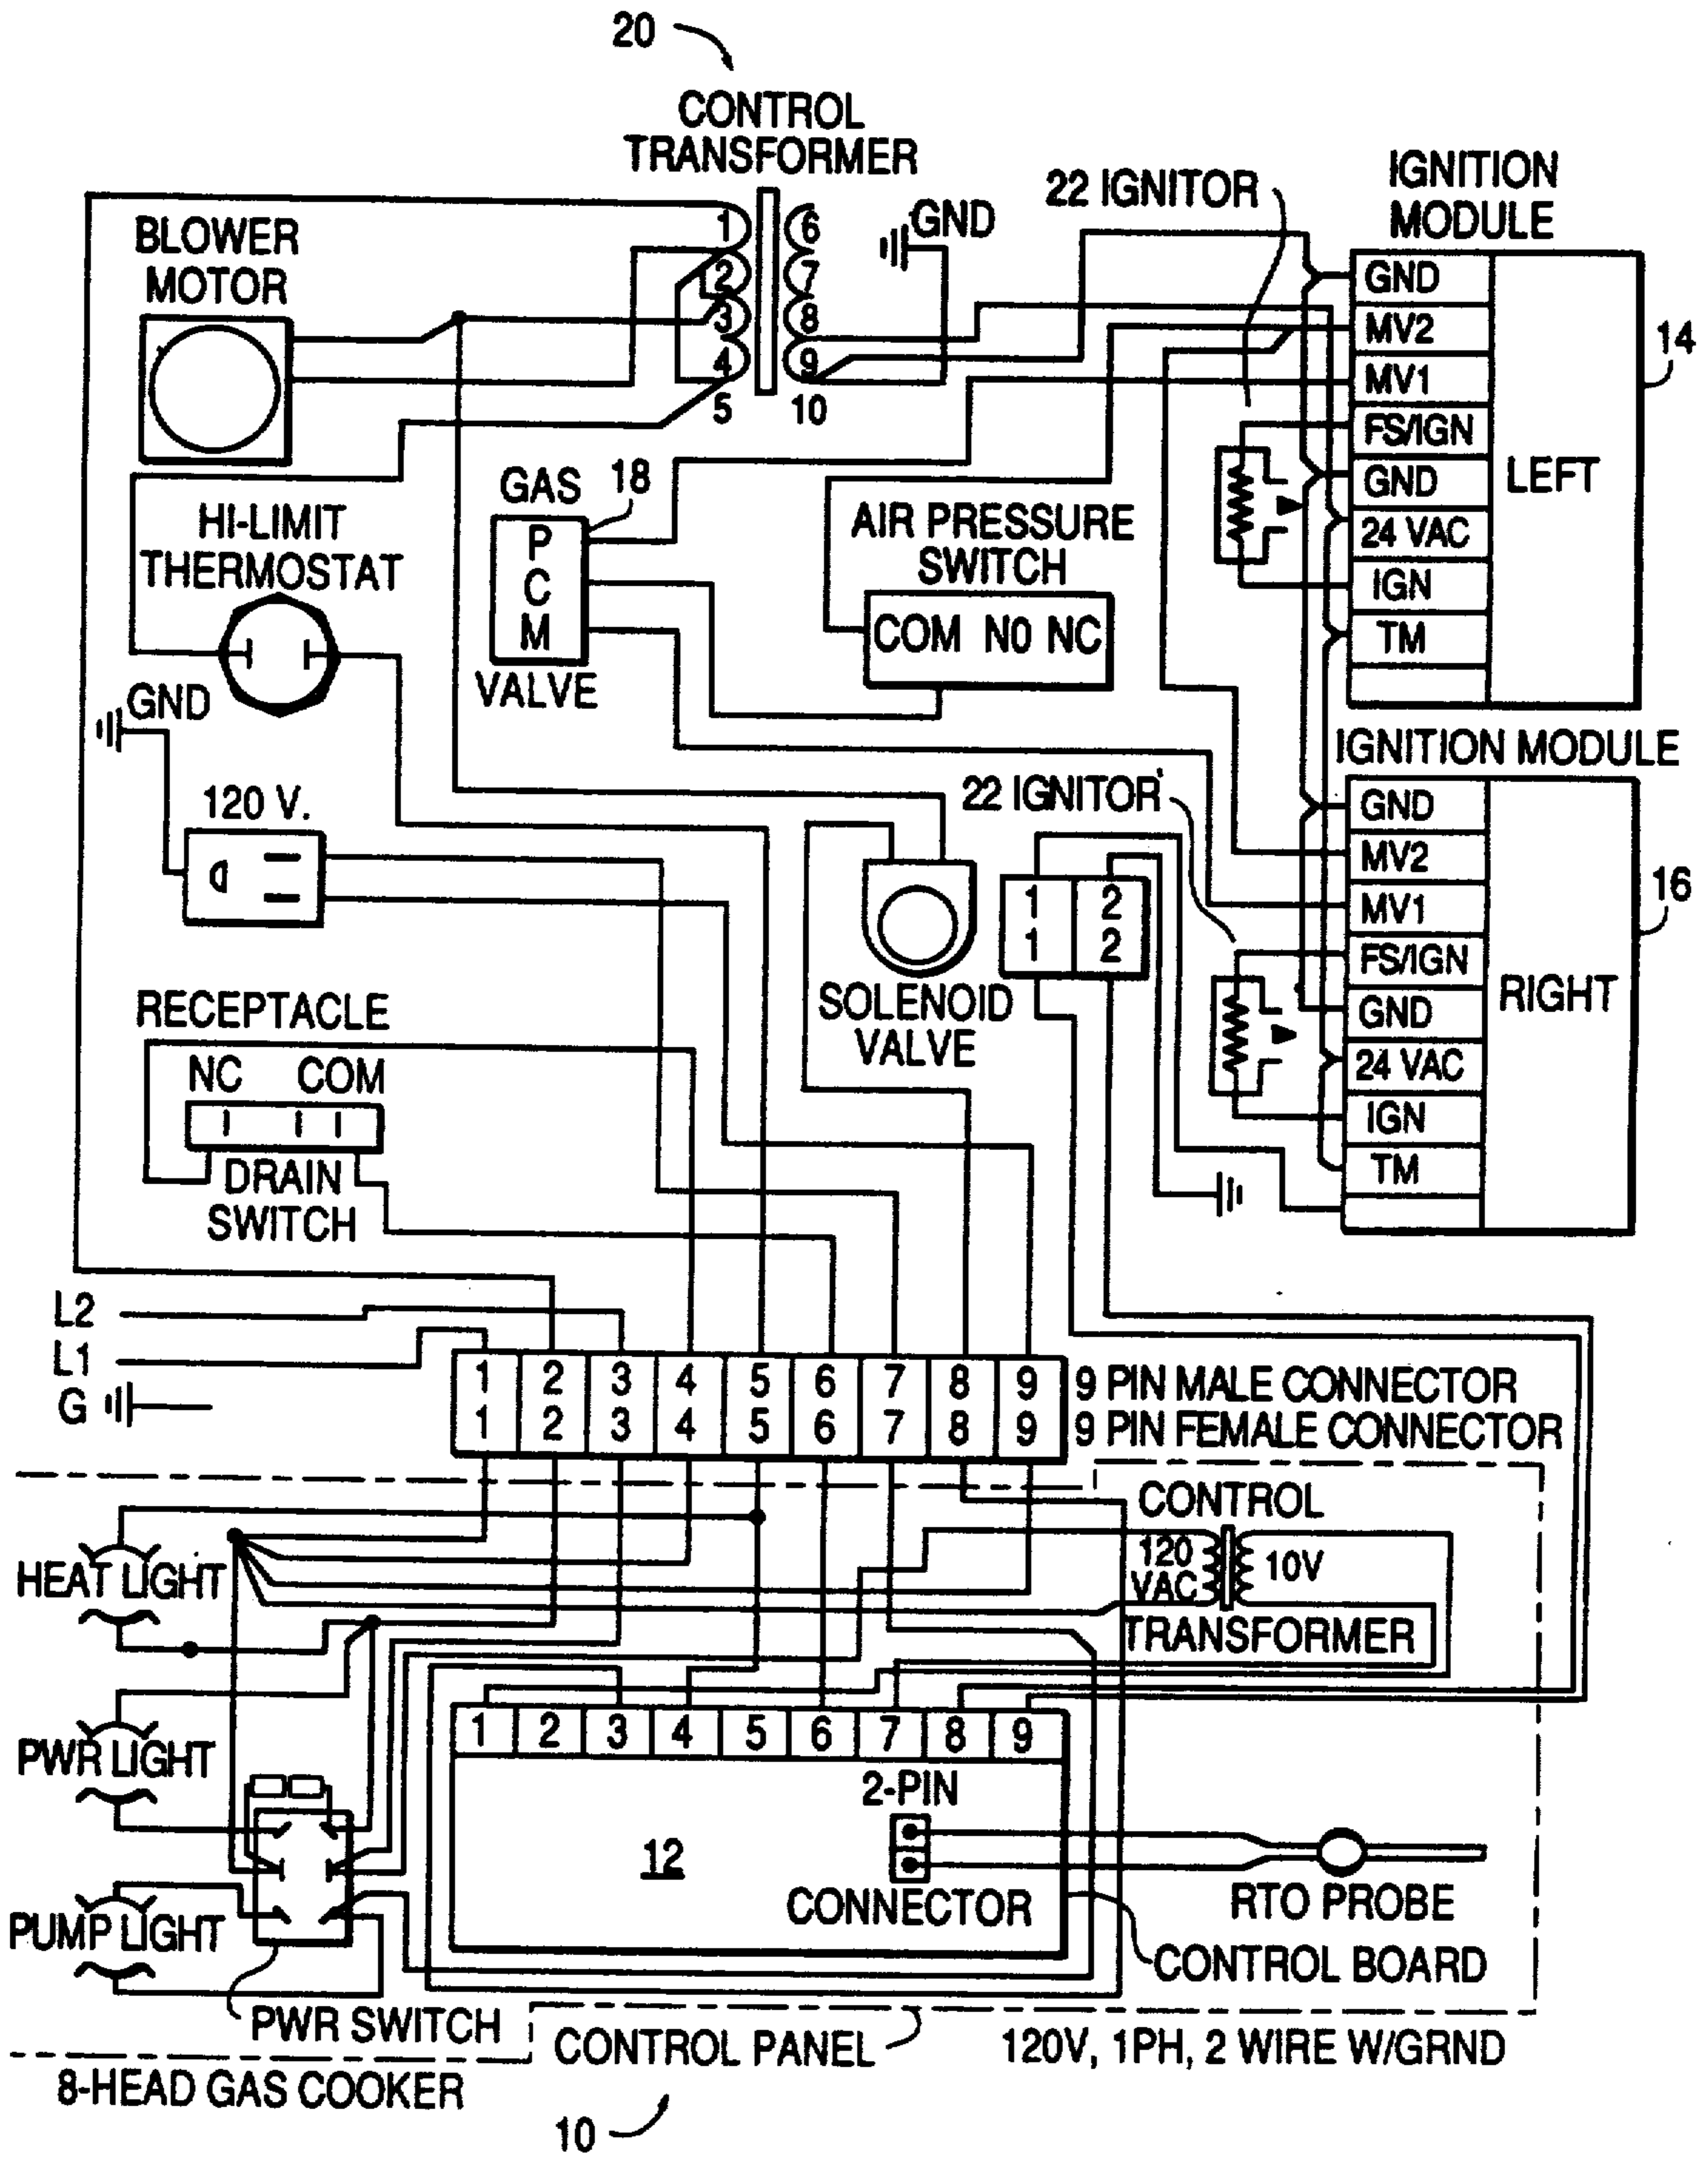 20
CONTROL
TRANSFORMER
1
2
3
4
5
6
7
8
9
10
GND
22 IGNITOR
IGNITION
MODULE
BLOWER
MOTOR
GND
MV2
MV1
FS/IGN
GND
24 VAC
IGN
TM
LEFT
14
GAS
18
P
C
M
VALVE
AIR PRESSURE
SWITCH
COM NO NC
HI-LIMIT
THERMOSTAT
GND
120 V.
RECEPTACLE
NC COM
DRAIN
SWITCH
SOLENOID
VALVE
22 IGNITOR
1 2
1 2
IGNITION MODULE
GND
MV2
MV1
FS/IGN
GND
24 VAC
IGN
TM
RIGHT
16
L2
L1
G
1 2 3 4 5 6 7 8 9 9 PIN MALE CONNECTOR
1 2 3 4 5 6 7 8 9 9 PIN FEMALE CONNECTOR
CONTROL
120
VAC
10V
TRANSFORMER
HEAT LIGHT
PWR LIGHT
PUMP LIGHT
PWR SWITCH
1 2 3 4 5 6 7 8 9
2-PIN
12
CONNECTOR
RTO PROBE
CONTROL BOARD
CONTROL PANEL
120V, 1PH, 2 WIRE W/GRND
8-HEAD GAS COOKER
10